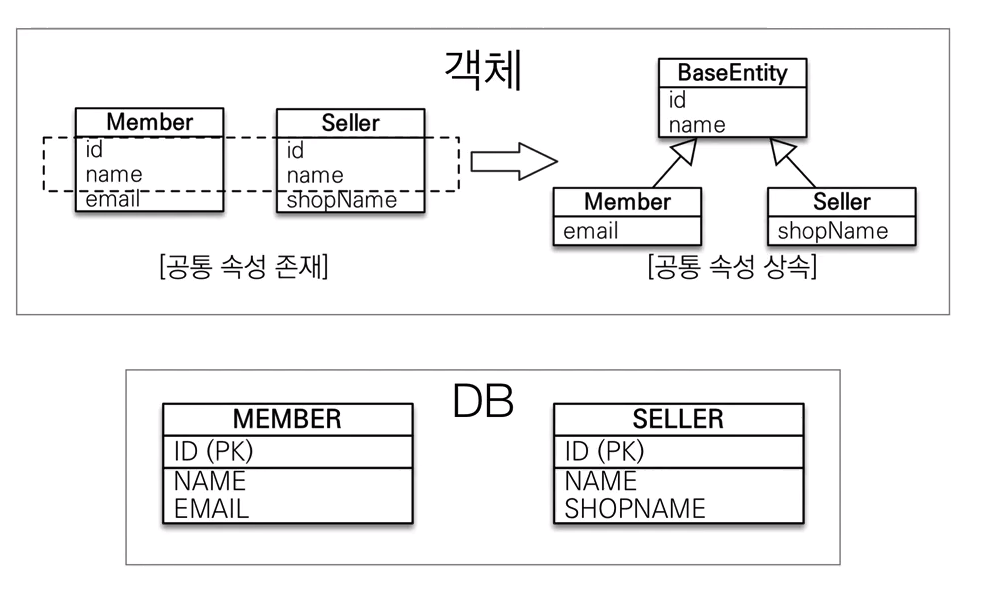 객체
Member
id
name
email
Seller
id
name
shopName
[공통 속성 존재]
BaseEntity
id
name
Member
email
Seller
shopName
[공통 속성 상속]
DB
MEMBER
ID (PK)
NAME
EMAIL
SELLER
ID (PK)
NAME
SHOPNAME